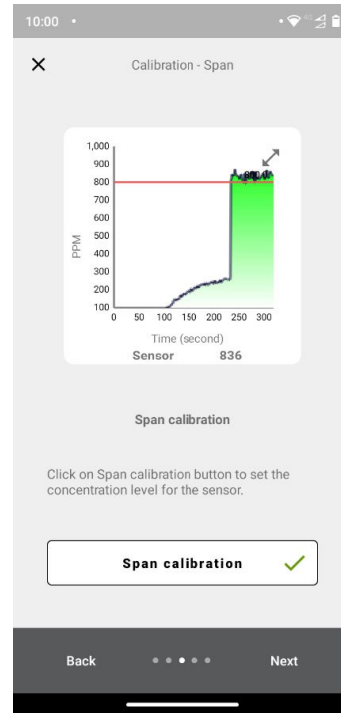 10:00
Calibration - Span
1,000
900
800
700
600
500
400
300
200
100
PPM
0 50 100 150 200 250 300
Time (second)
Sensor 836
Span calibration
Click on Span calibration button to set the
concentration level for the sensor.
Span calibration
Back Next